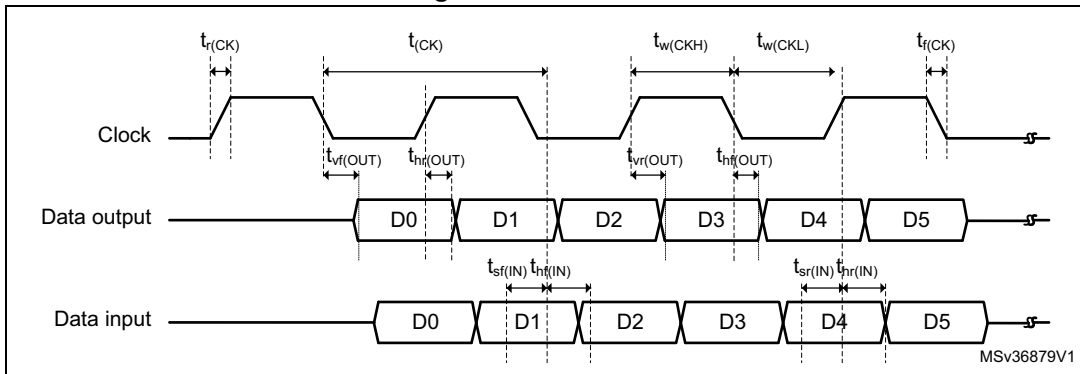 tr(CK) t(CK) tw(CKH) tw(CKL) tf(CK)
Clock
tvf(OUT) thr(OUT) tvr(OUT) thf(OUT)
Data output D0 D1 D2 D3 D4 D5
tsf(IN) thf(IN) tsr(IN) thr(IN)
Data input D0 D1 D2 D3 D4 D5
MSv36879V1